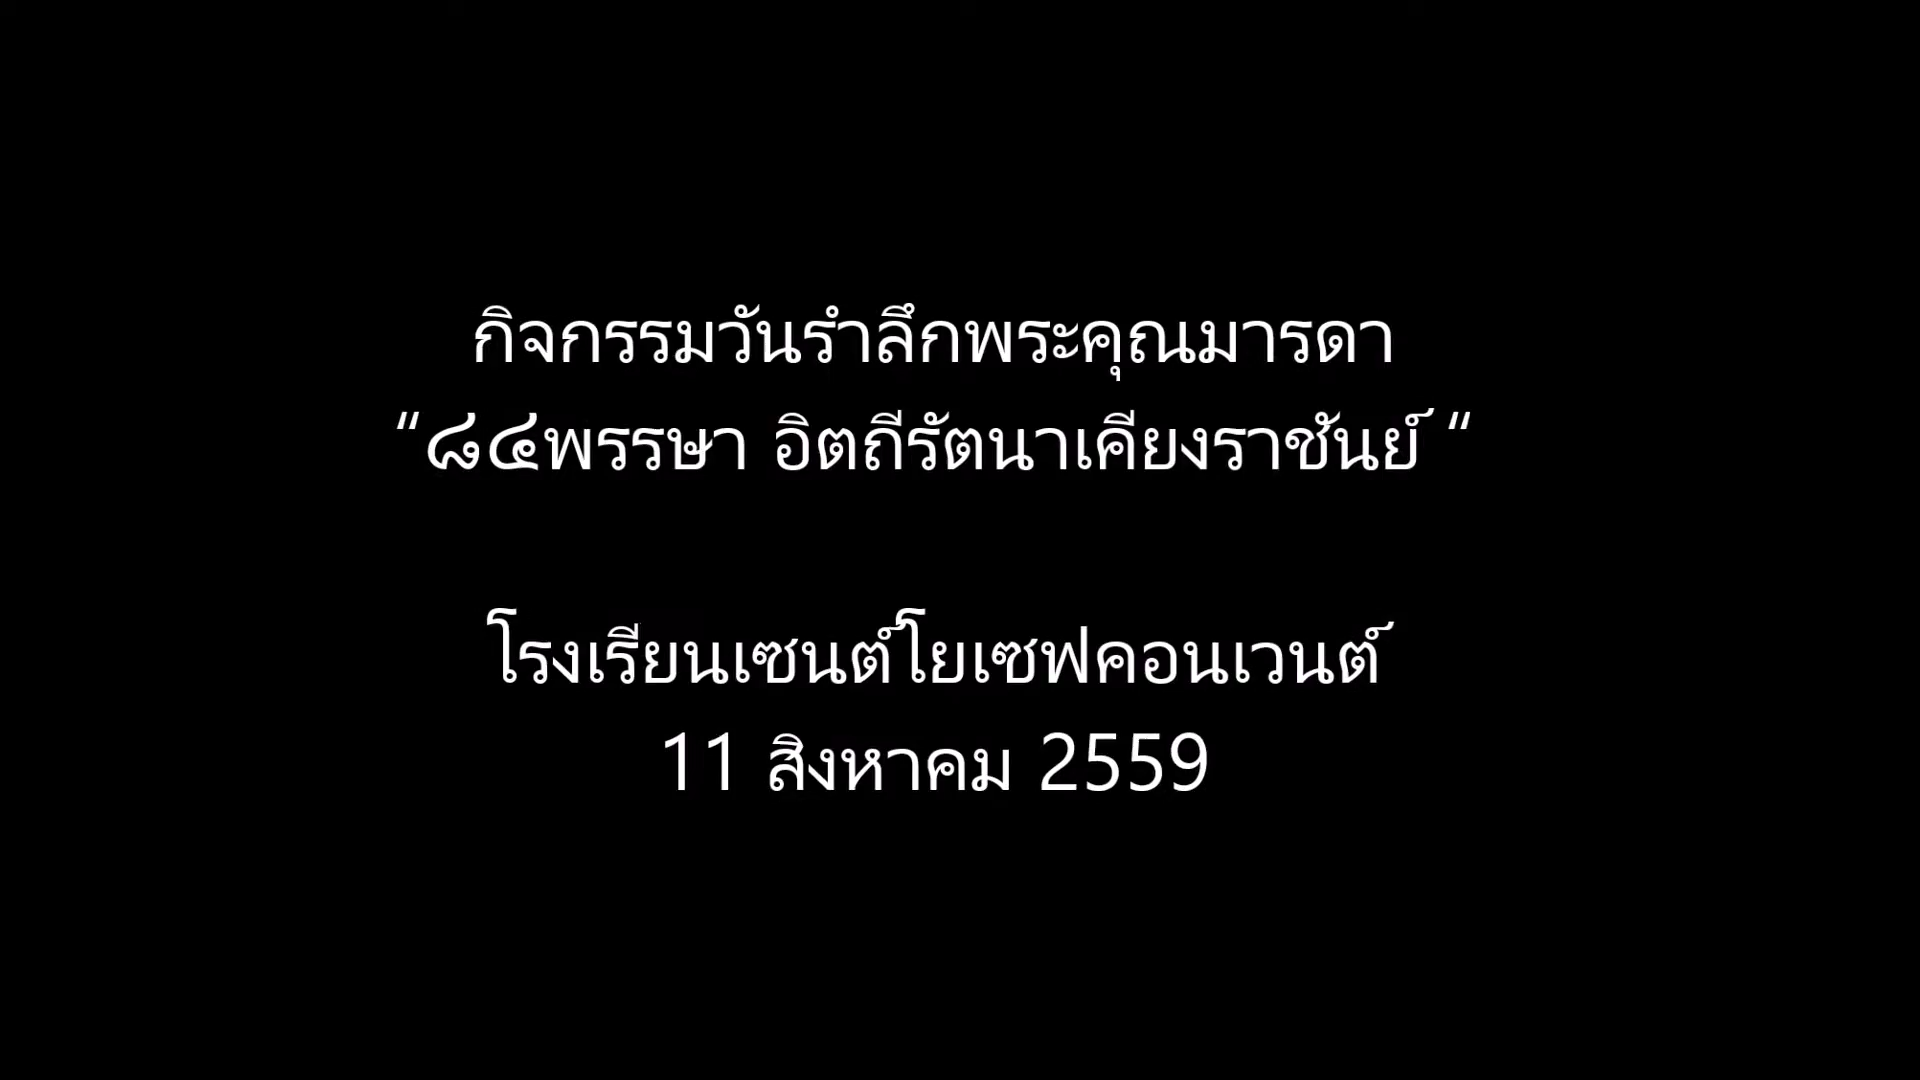 กิจกรรมวันรำลึกพระคุณมารดา
“๘๔พรรษา อิตถีรัตนาเคียงราชันย์ “
โรงเรียนเซนต์โยเซฟคอนเวนต์
11 สิงหาคม 2559